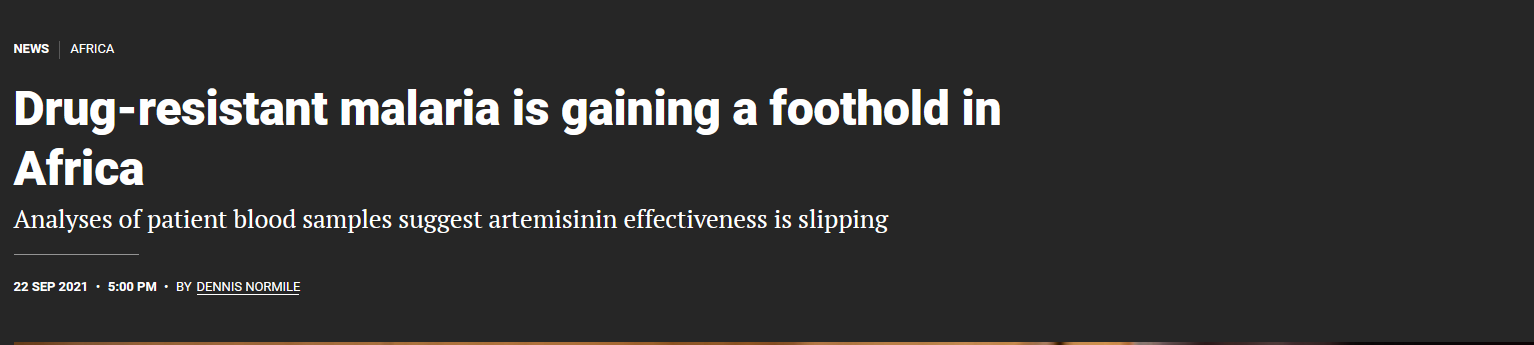 NEWS AFRICA
Drug-resistant malaria is gaining a foothold in
Africa
Analyses of patient blood samples suggest artemisinin effectiveness is slipping
22 SEP 2021 • 5:00 PM • BY DENNIS NORMILE